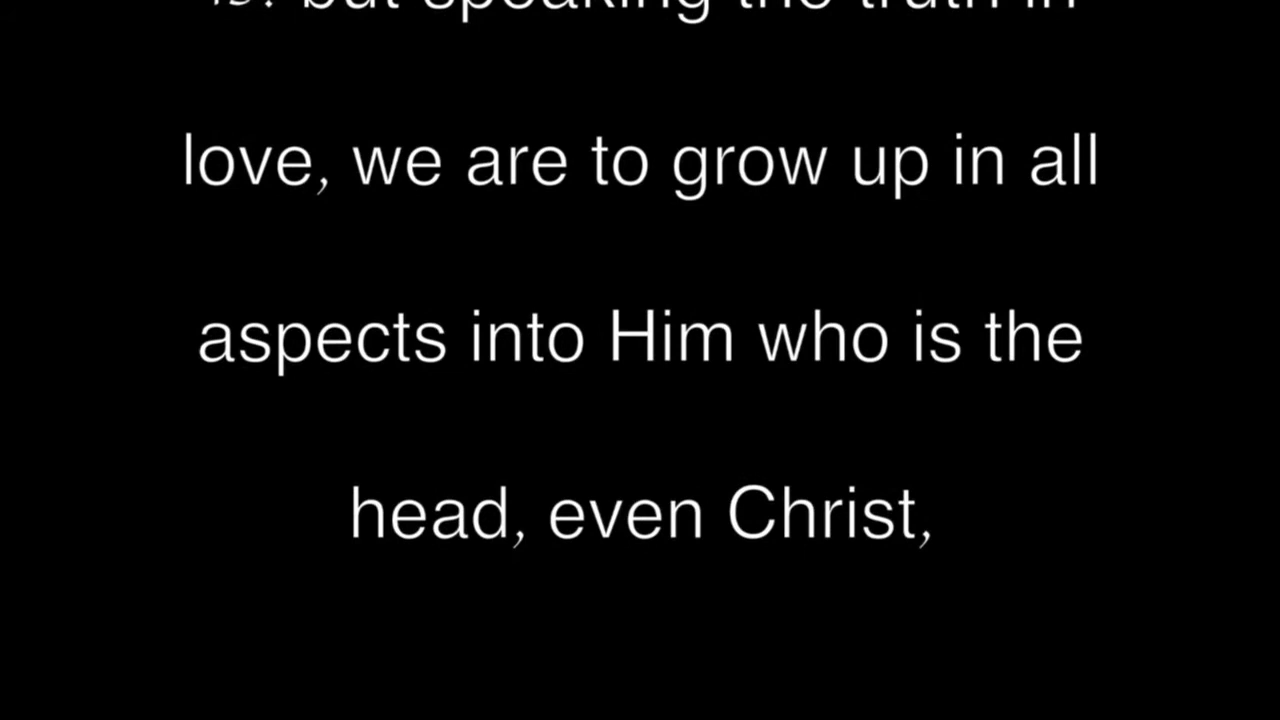 15: but speaking the truth in
love, we are to grow up in all
aspects into Him who is the
head, even Christ,